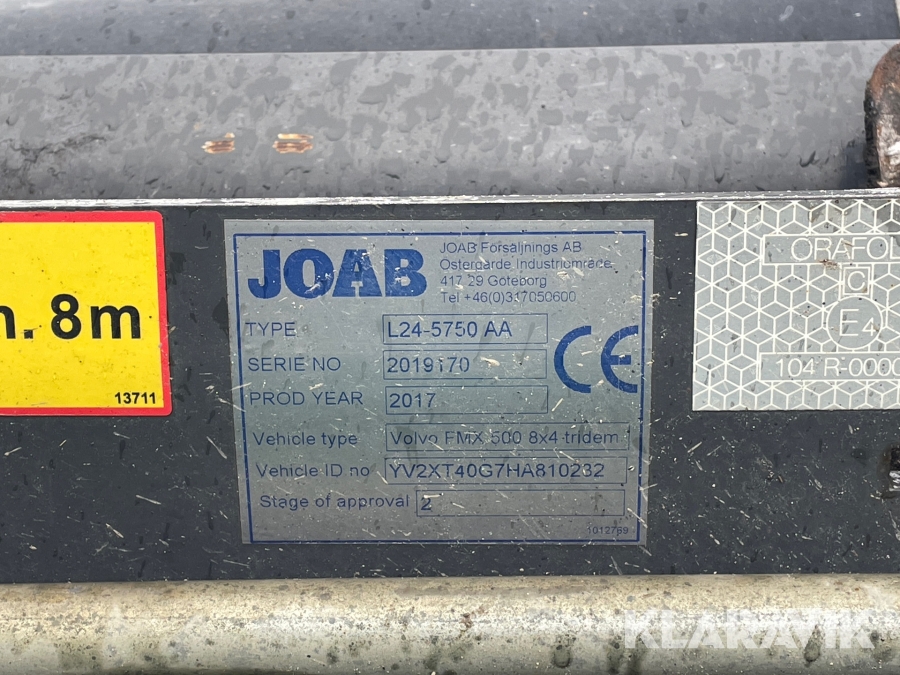 n. 8m
13711
JOAB
JOAB Försäljnings AB
Östergärde Industriområde
417 29 Göteborg
Tel +46(0)317050600
TYPE L24-5750 AA
SERIE NO 2019170
PROD YEAR 2017
CE
Vehicle type Volvo FMX 500 8x4 tridem
Vehicle ID no YV2XT40G7HA810232
Stage of approval 2
1012769
ORAFOL
C
E4
104 R-0000
KLARAVIK